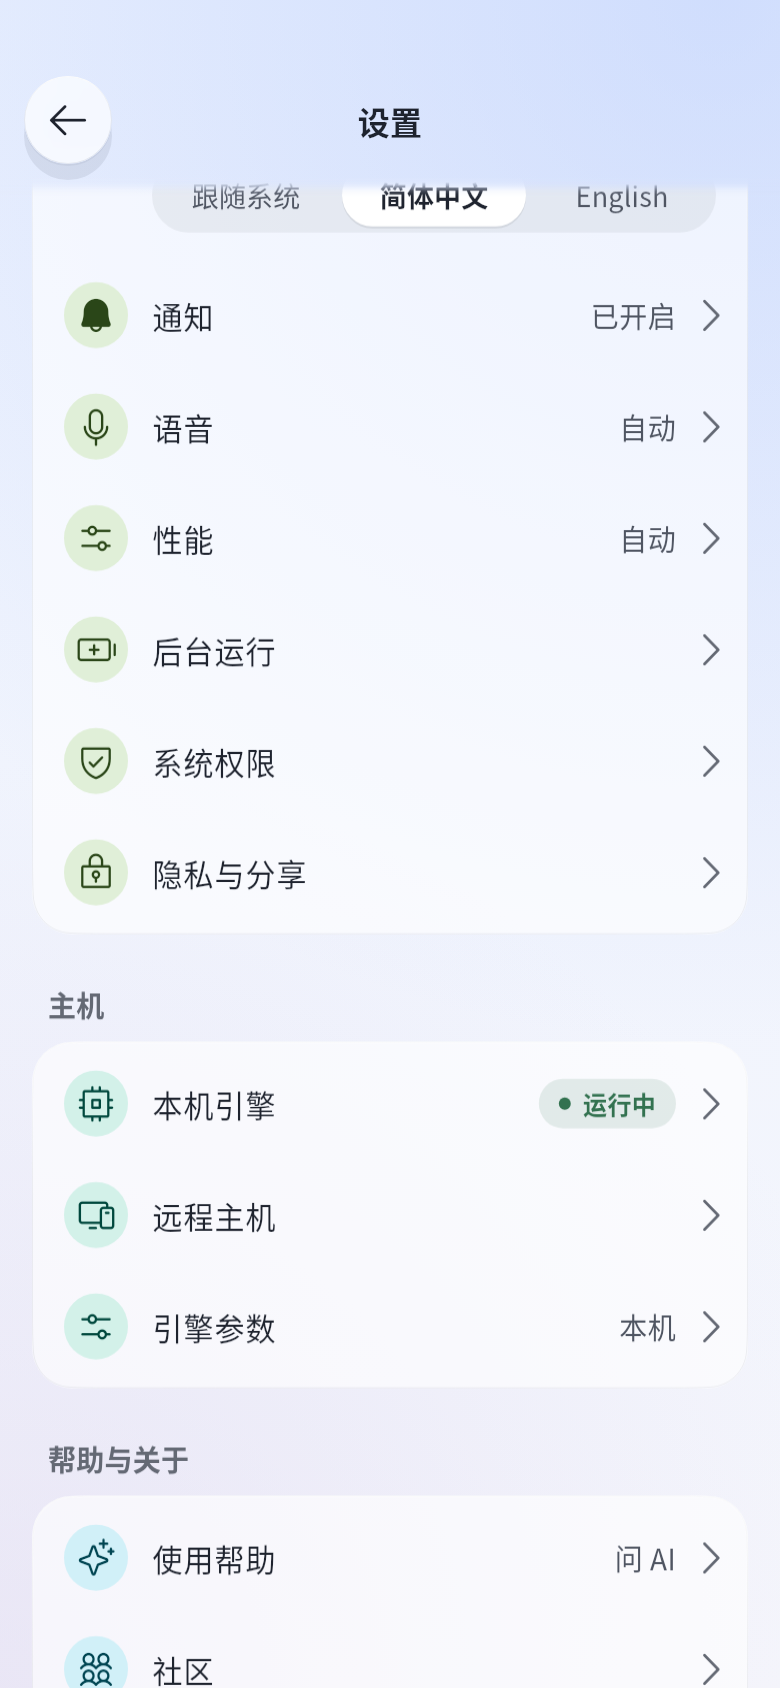 设置
跟随系统 简体中文 English
通知 已开启
语音 自动
性能 自动
后台运行
系统权限
隐私与分享
主机
本机引擎 运行中
远程主机
引擎参数 本机
帮助与关于
使用帮助 问 AI
社区